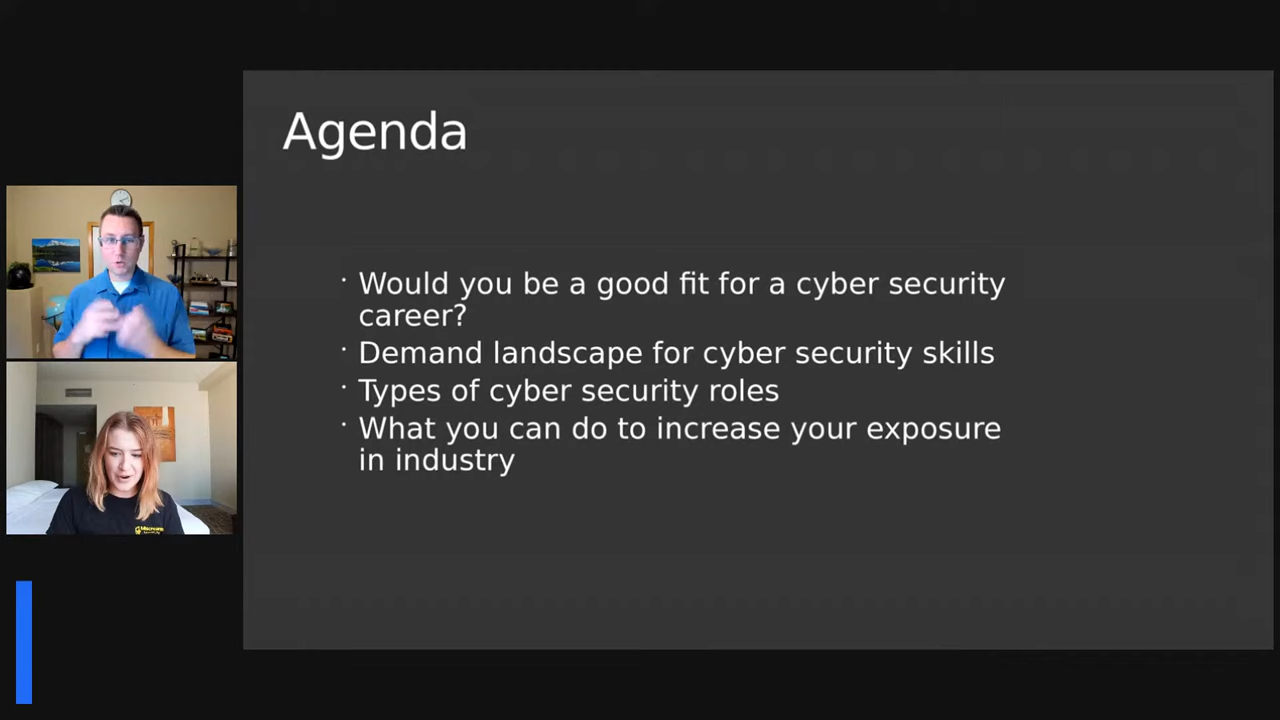 Agenda
· Would you be a good fit for a cyber security
career?
· Demand landscape for cyber security skills
· Types of cyber security roles
· What you can do to increase your exposure
in industry